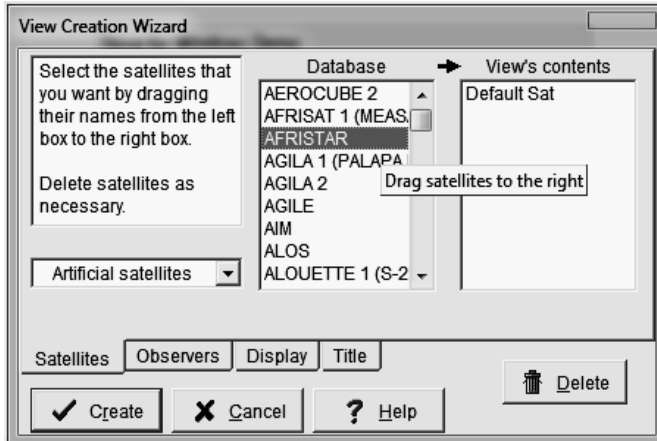 View Creation Wizard
Select the satellites that
you want by dragging
their names from the left
box to the right box.
Delete satellites as
necessary.
Artificial satellites
Database
AEROCUBE 2
AFRISAT 1 (MEAS
AFRISTAR
AGILA 1 (PALAPA
AGILA 2
AGILE
AIM
ALOS
ALOUETTE 1 (S-2
Drag satellites to the right
View's contents
Default Sat
Satellites
Observers
Display
Title
Delete
Create
Cancel
Help